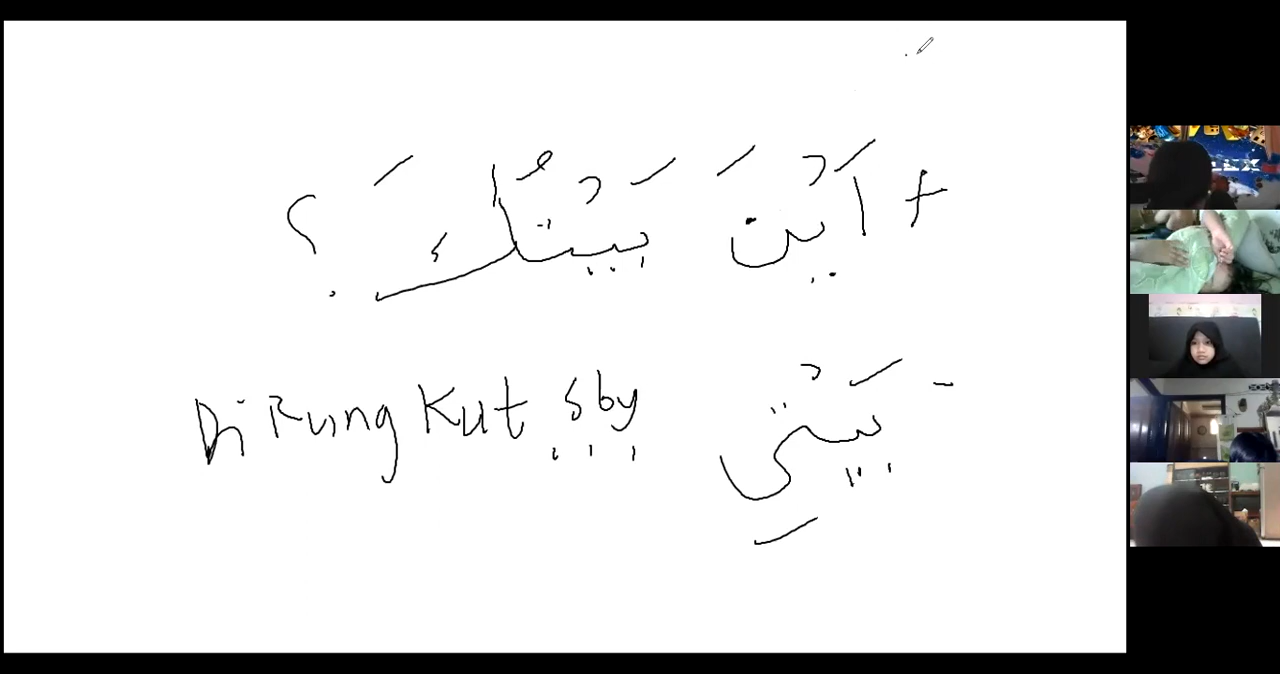 + اَيْنَ بَيْتُكَ ؟
- بَيْتِي Di Rungkut Sby...